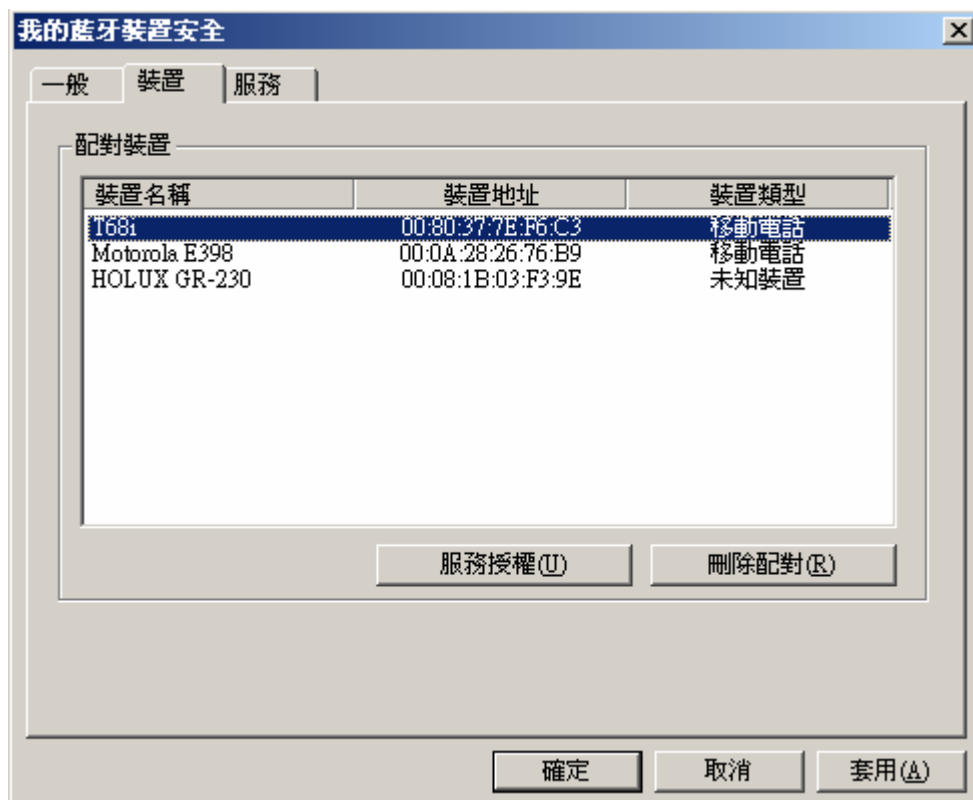 我的藍牙裝置安全
一般 裝置 服務
配對裝置
裝置名稱 裝置地址 裝置類型
T68i 00:80:37:7E:F6:C3 移動電話
Motorola E398 00:0A:28:26:76:B9 移動電話
HOLUX GR-230 00:08:1B:03:F3:9E 未知裝置
服務授權(U) 刪除配對(R)
確定 取消 套用(A)